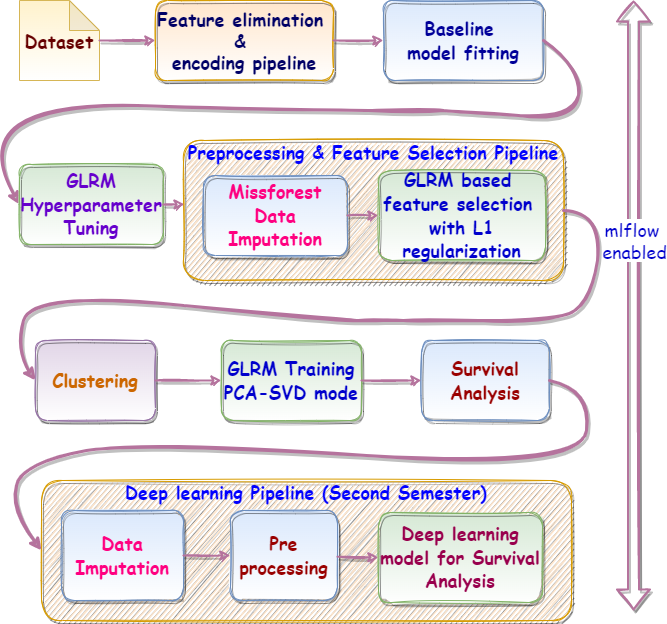 Dataset
Feature elimination
&
encoding pipeline
Baseline
model fitting
GLRM
Hyperparameter
Tuning
Preprocessing & Feature Selection Pipeline
Missforest
Data
Imputation
GLRM based
feature selection
with L1
regularization
mlflow
enabled
Clustering
GLRM Training
PCA-SVD mode
Survival
Analysis
Deep learning Pipeline (Second Semester)
Data
Imputation
Pre
processing
Deep learning
model for Survival
Analysis